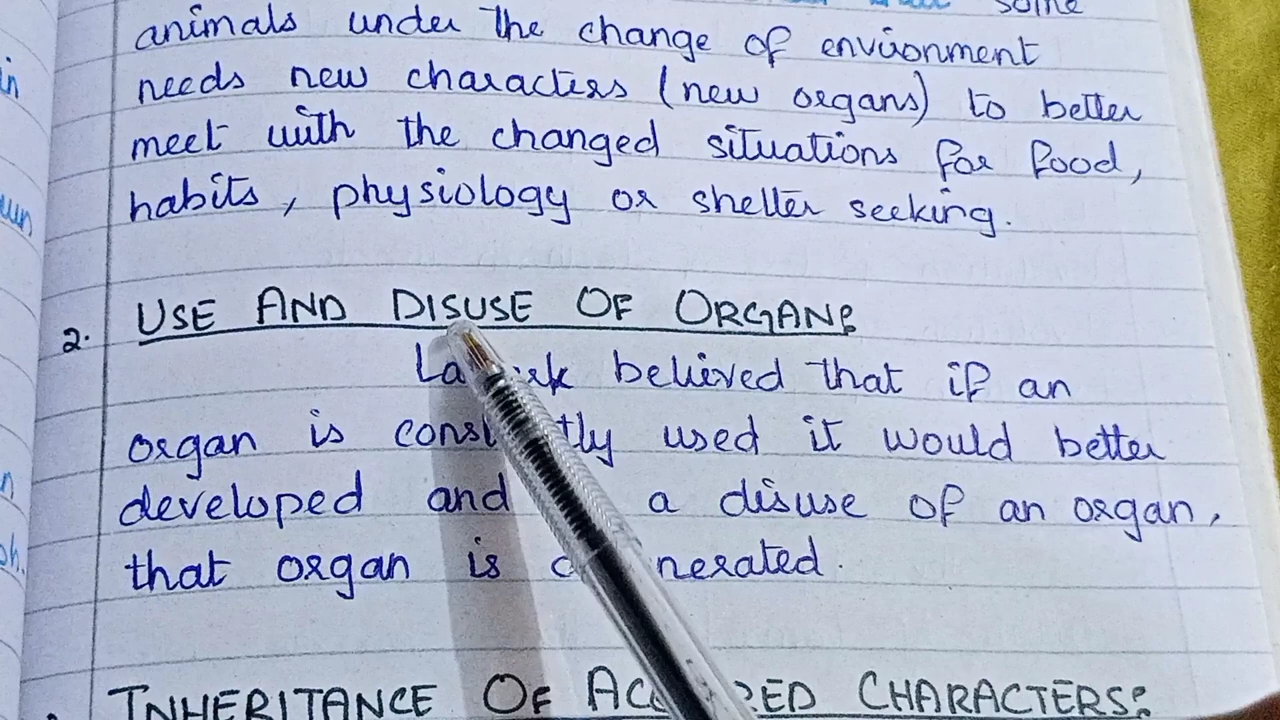 some
animals under the change of environment
needs new characters (new organs) to better
meet with the changed situations for food,
habits, physiology or shelter seeking.
2. USE AND DISUSE OF ORGANS
believed that if an
organ is used it would better
developed and a disuse of an organ,
that organ is
INHERITANCE OF CHARACTERS: